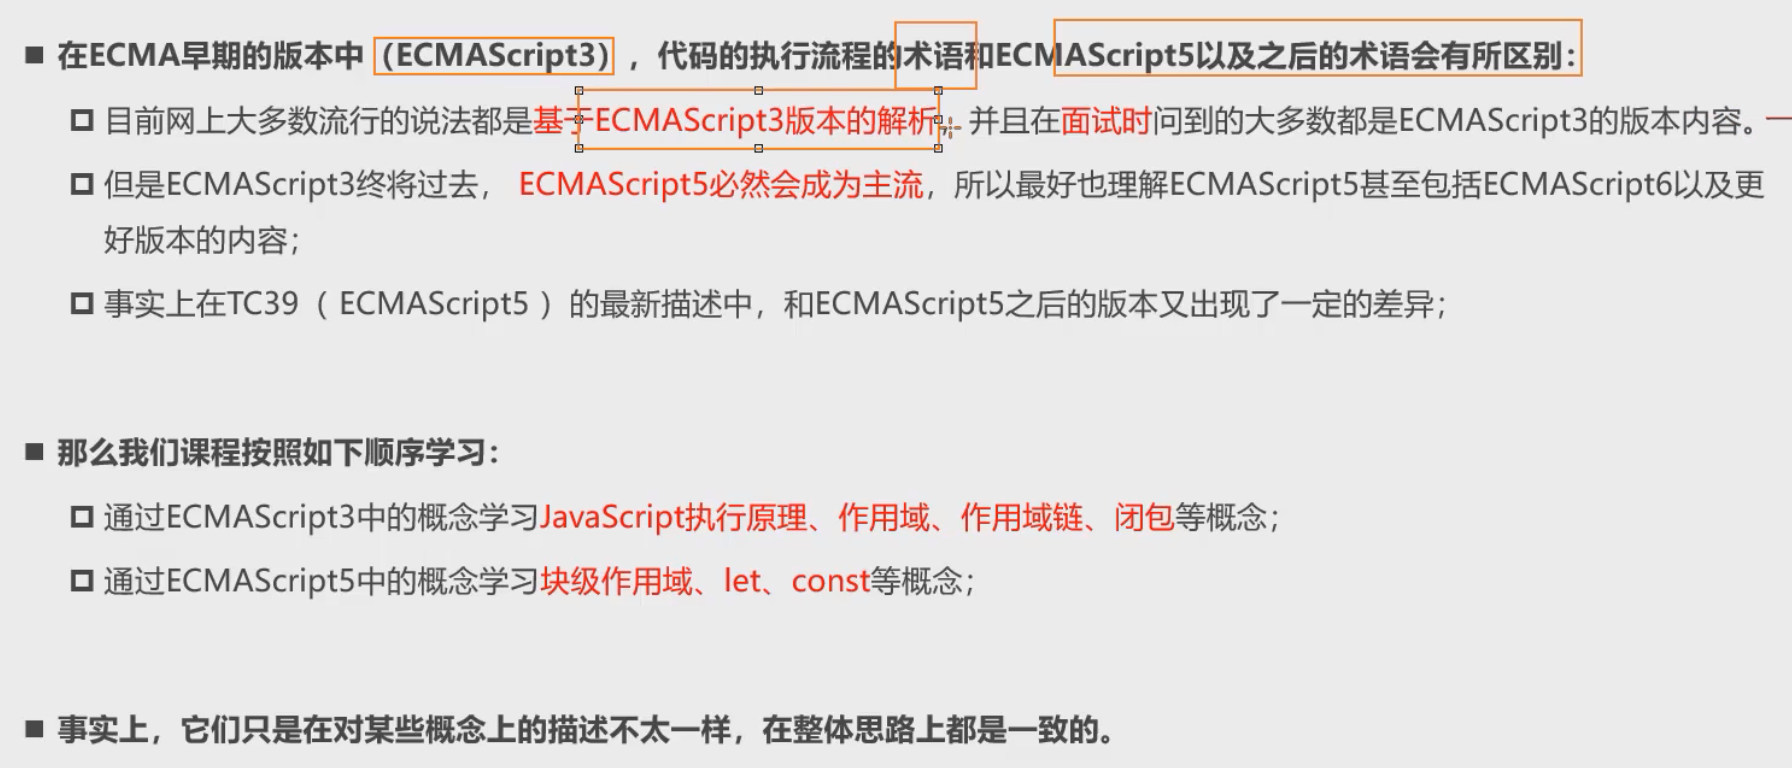 在ECMA早期的版本中（ECMAScript3），代码的执行流程的术语和ECMAScript5以及之后的术语会有所区别：
目前网上大多数流行的说法都是基于ECMAScript3版本的解析，并且在面试时问到的大多数都是ECMAScript3的版本内容。
但是ECMAScript3终将过去， ECMAScript5必然会成为主流，所以最好也理解ECMAScript5甚至包括ECMAScript6以及更
好版本的内容；
事实上在TC39（ ECMAScript5 ）的最新描述中，和ECMAScript5之后的版本又出现了一定的差异；
那么我们课程按照如下顺序学习：
通过ECMAScript3中的概念学习JavaScript执行原理、作用域、作用域链、闭包等概念；
通过ECMAScript5中的概念学习块级作用域、let、const等概念；
事实上，它们只是在对某些概念上的描述不太一样，在整体思路上都是一致的。